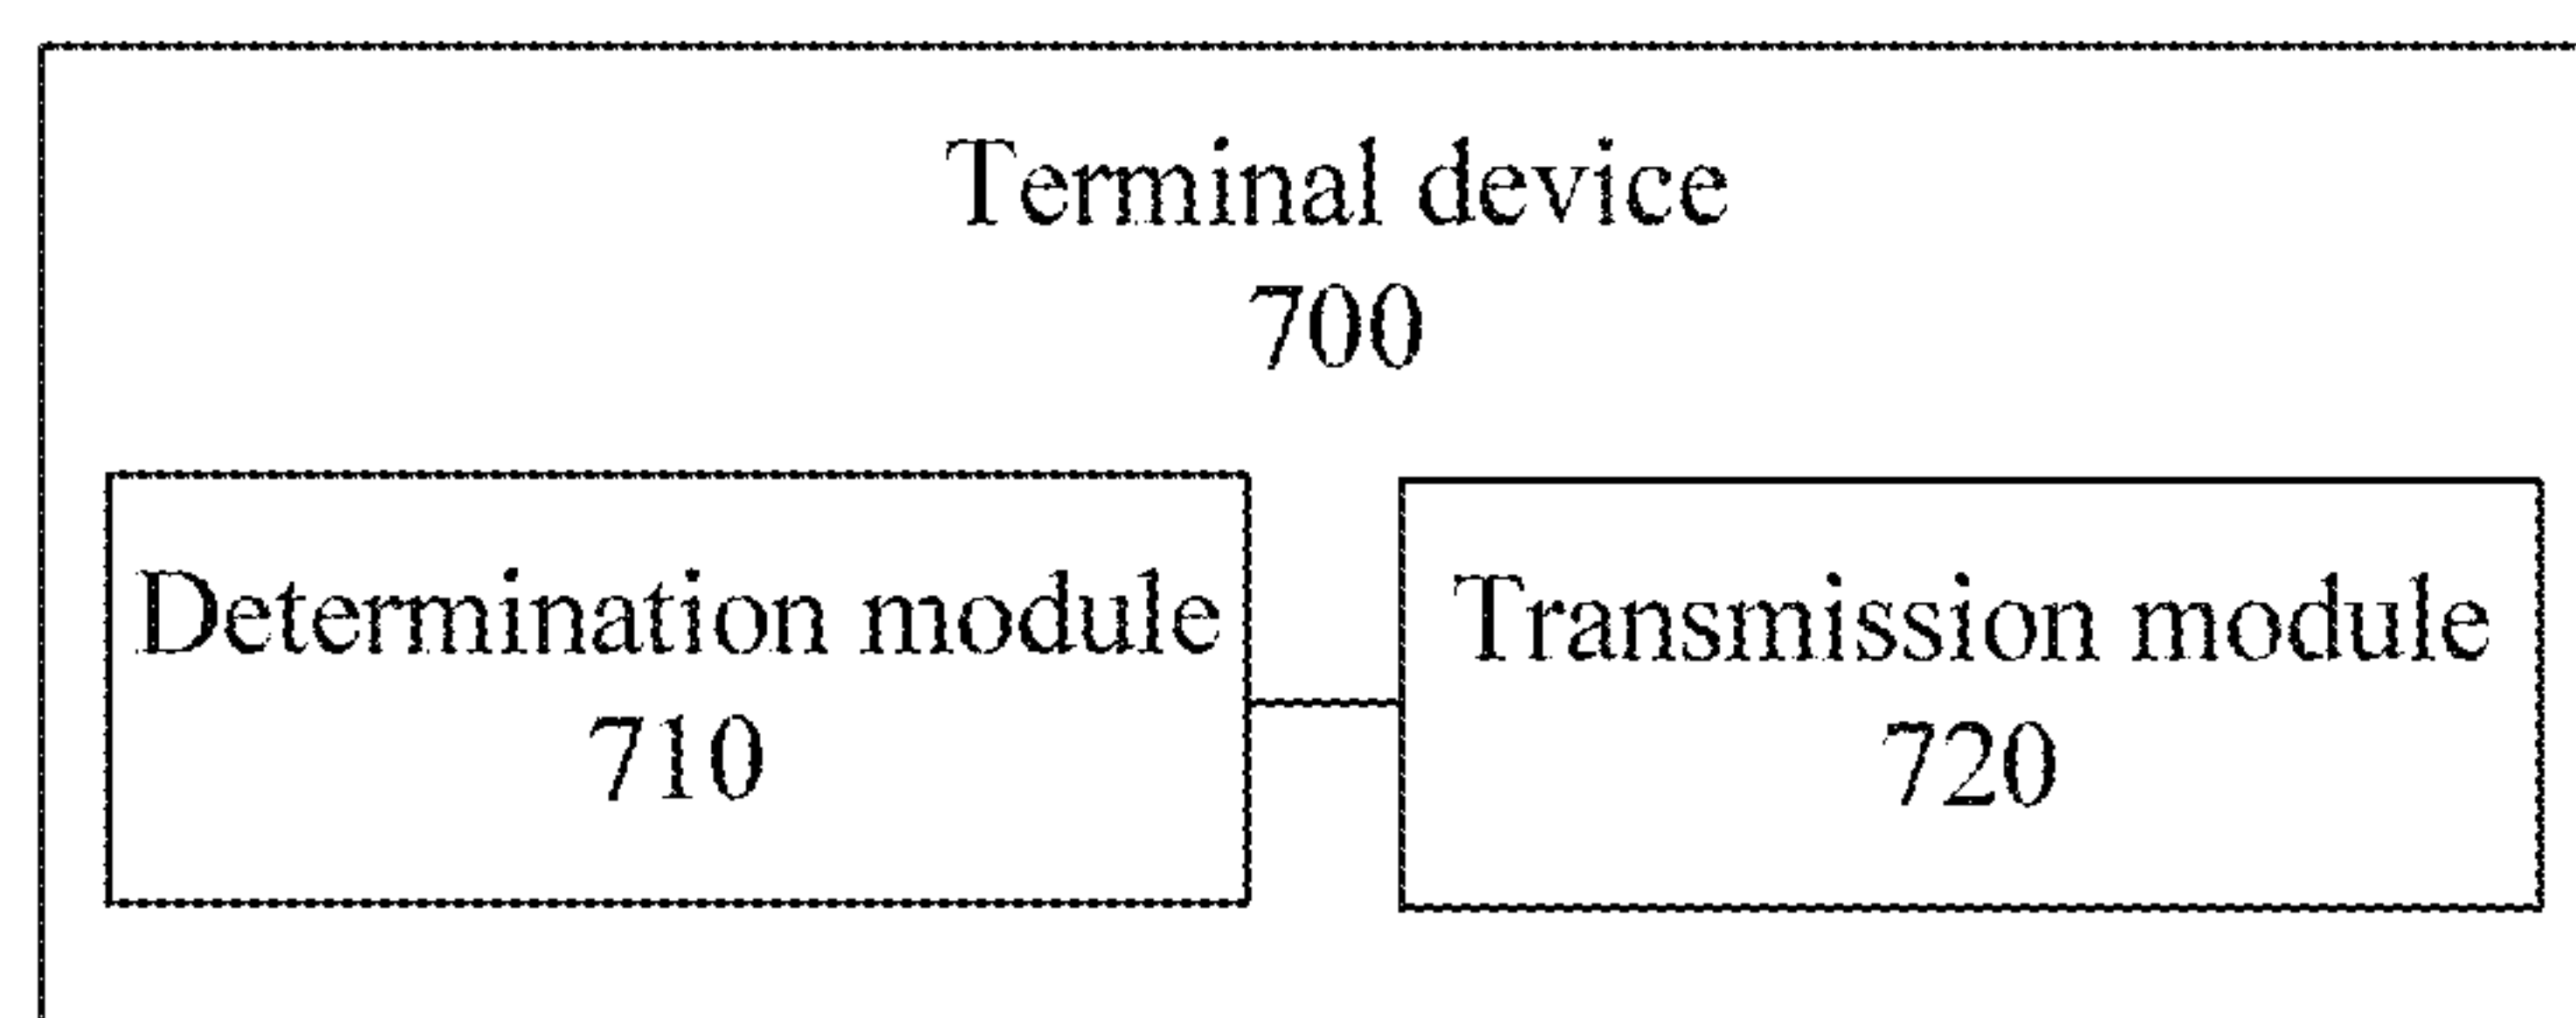 Terminal device
700
Determination module
710
Transmission module
720